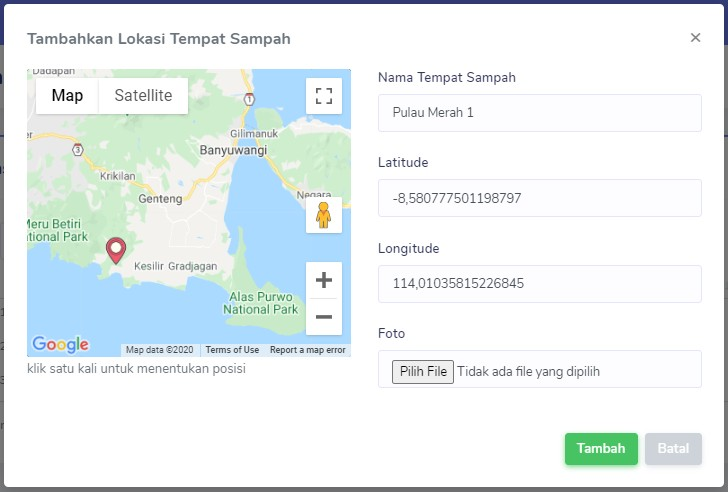 Tambahkan Lokasi Tempat Sampah
×
Dadapan
Map
Satellite
1
Gilimanuk
Banyuwangi
3
Krikilan
Genteng
Negara
Meru Betiri
National Park
Kesilir Gradjagan
Alas Purwo
National Park
Google
Map data ©2020
Terms of Use
Report a map error
klik satu kali untuk menentukan posisi
Nama Tempat Sampah
Pulau Merah 1
Latitude
-8,580777501198797
Longitude
114,01035815226845
Foto
Pilih File Tidak ada file yang dipilih
Tambah
Batal